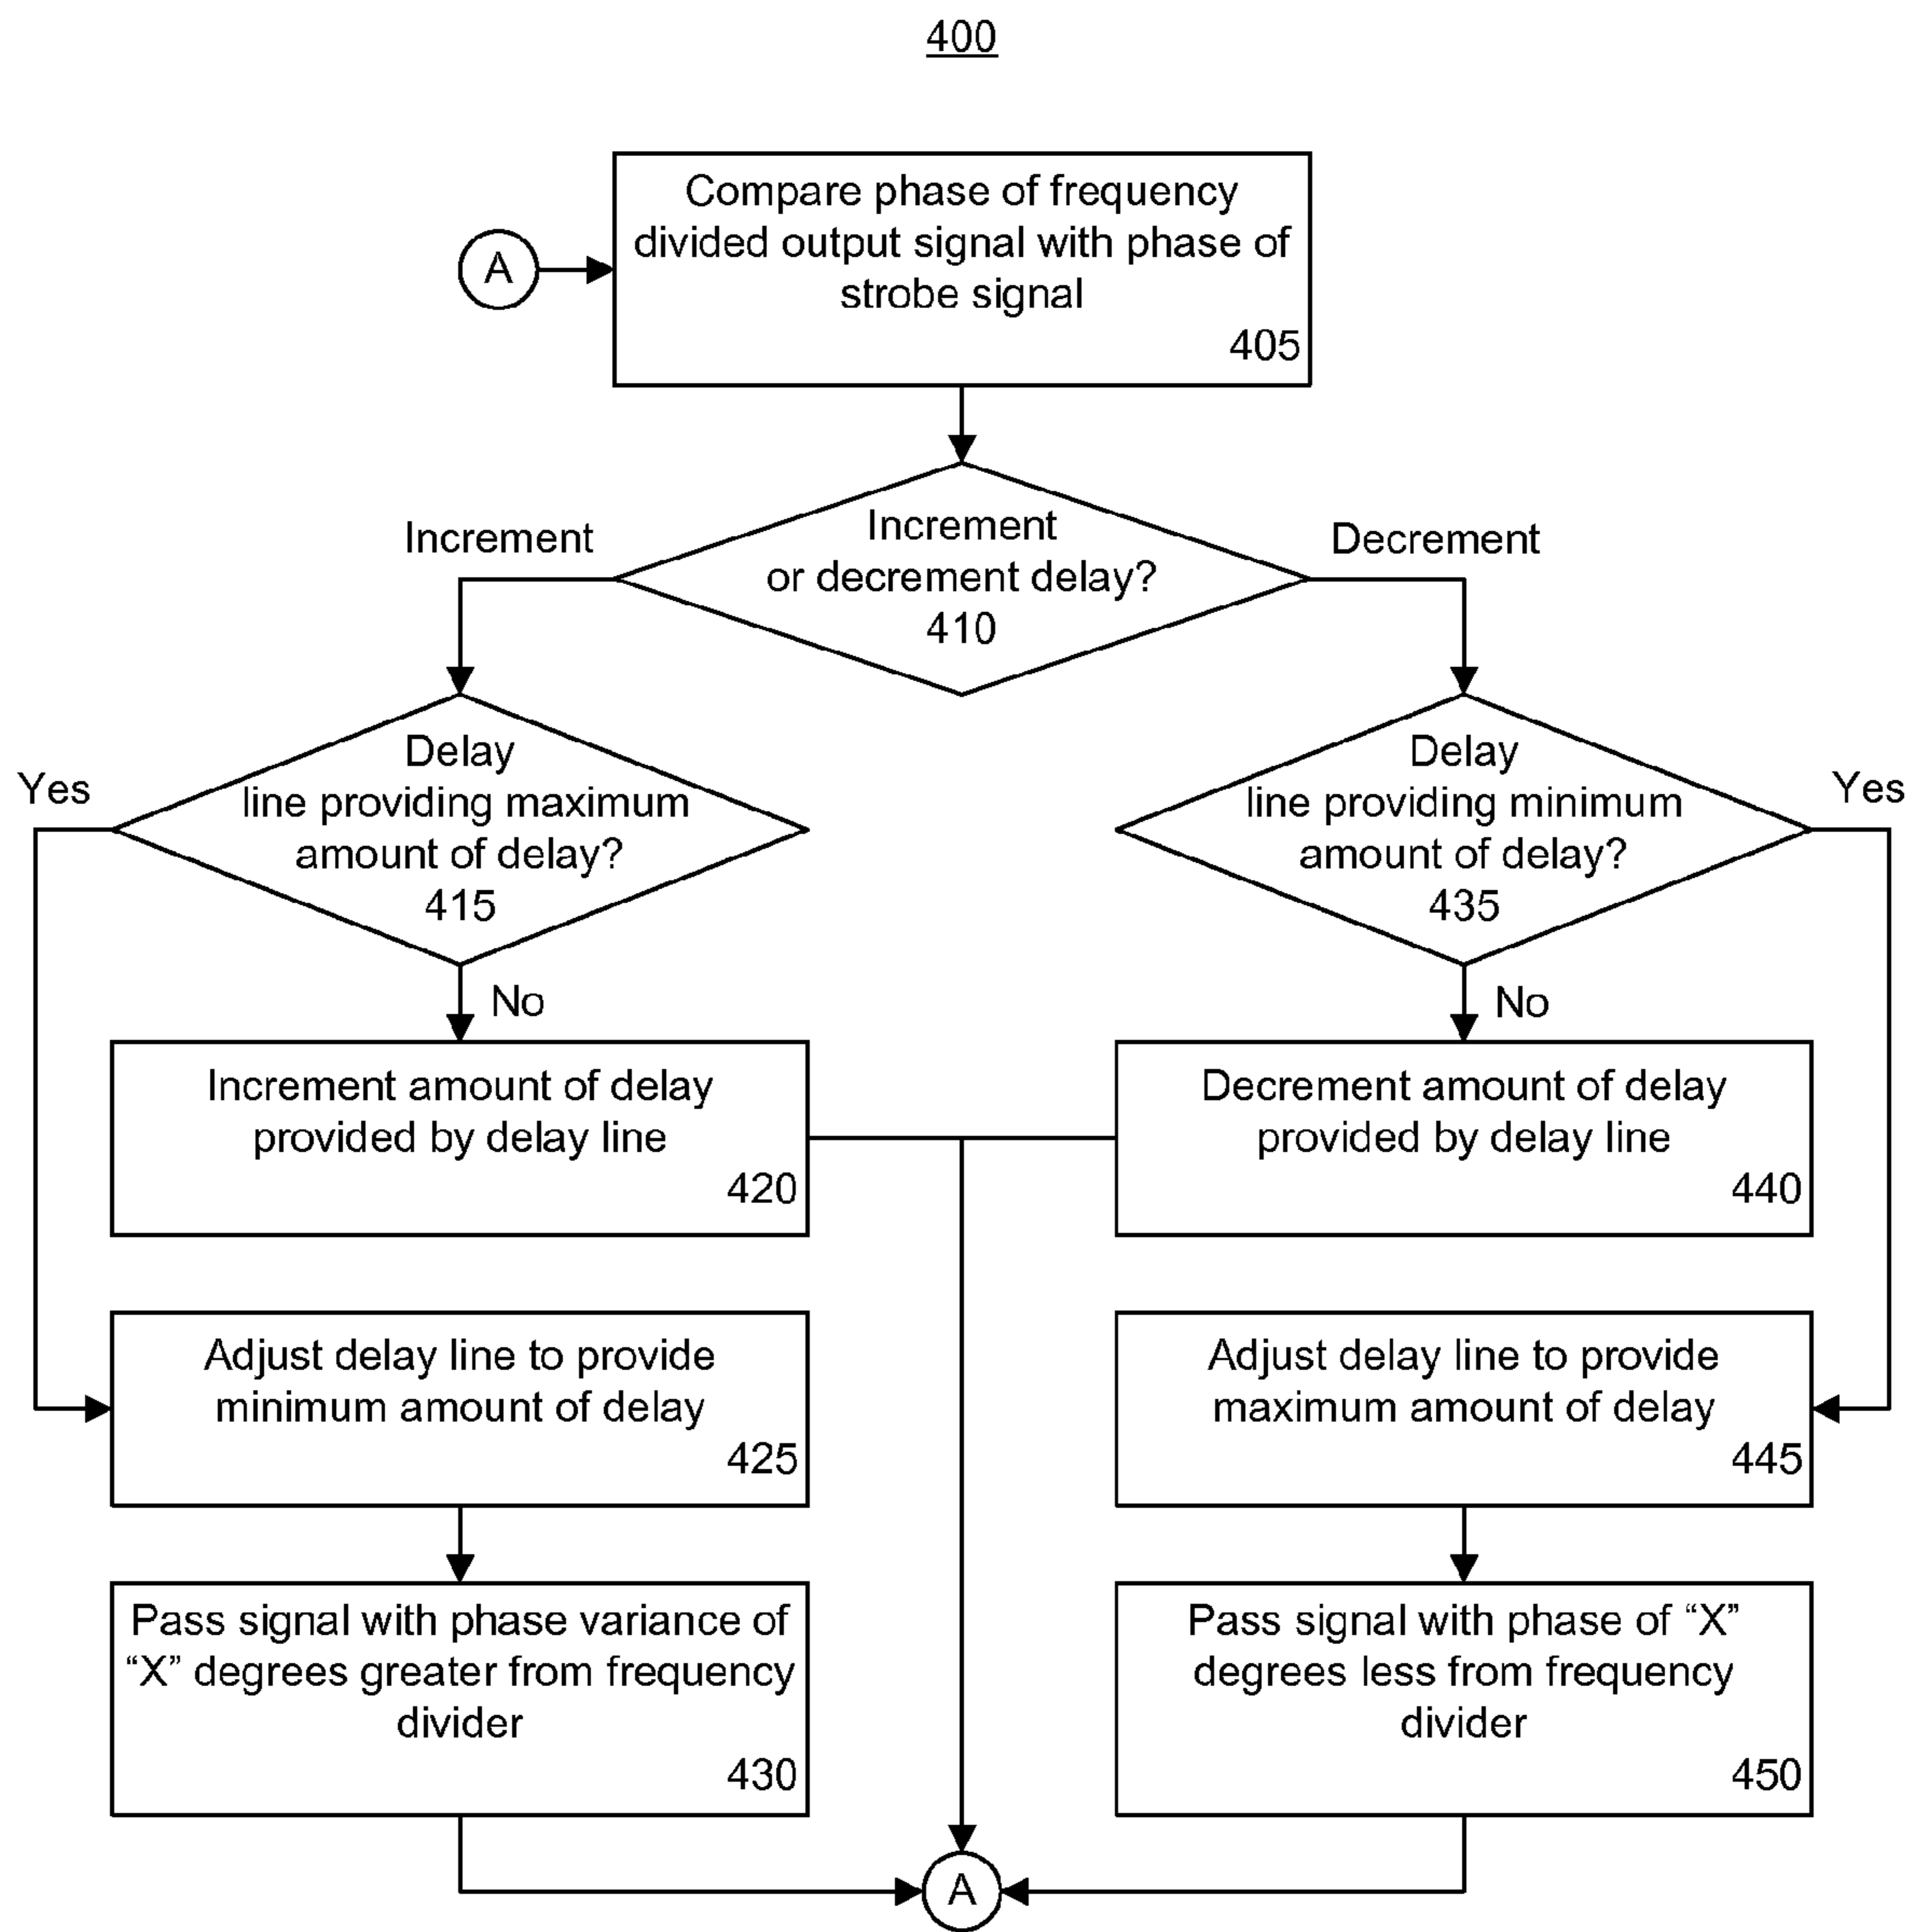 400
Compare phase of frequency
divided output signal with phase of
strobe signal
405
A
Increment
or decrement delay?
410
Increment
Decrement
Delay
line providing maximum
amount of delay?
415
Yes
No
Delay
line providing minimum
amount of delay?
435
Yes
No
Increment amount of delay
provided by delay line
420
Decrement amount of delay
provided by delay line
440
Adjust delay line to provide
minimum amount of delay
425
Adjust delay line to provide
maximum amount of delay
445
Pass signal with phase variance of
“X” degrees greater from frequency
divider
430
Pass signal with phase of “X”
degrees less from frequency
divider
450
A